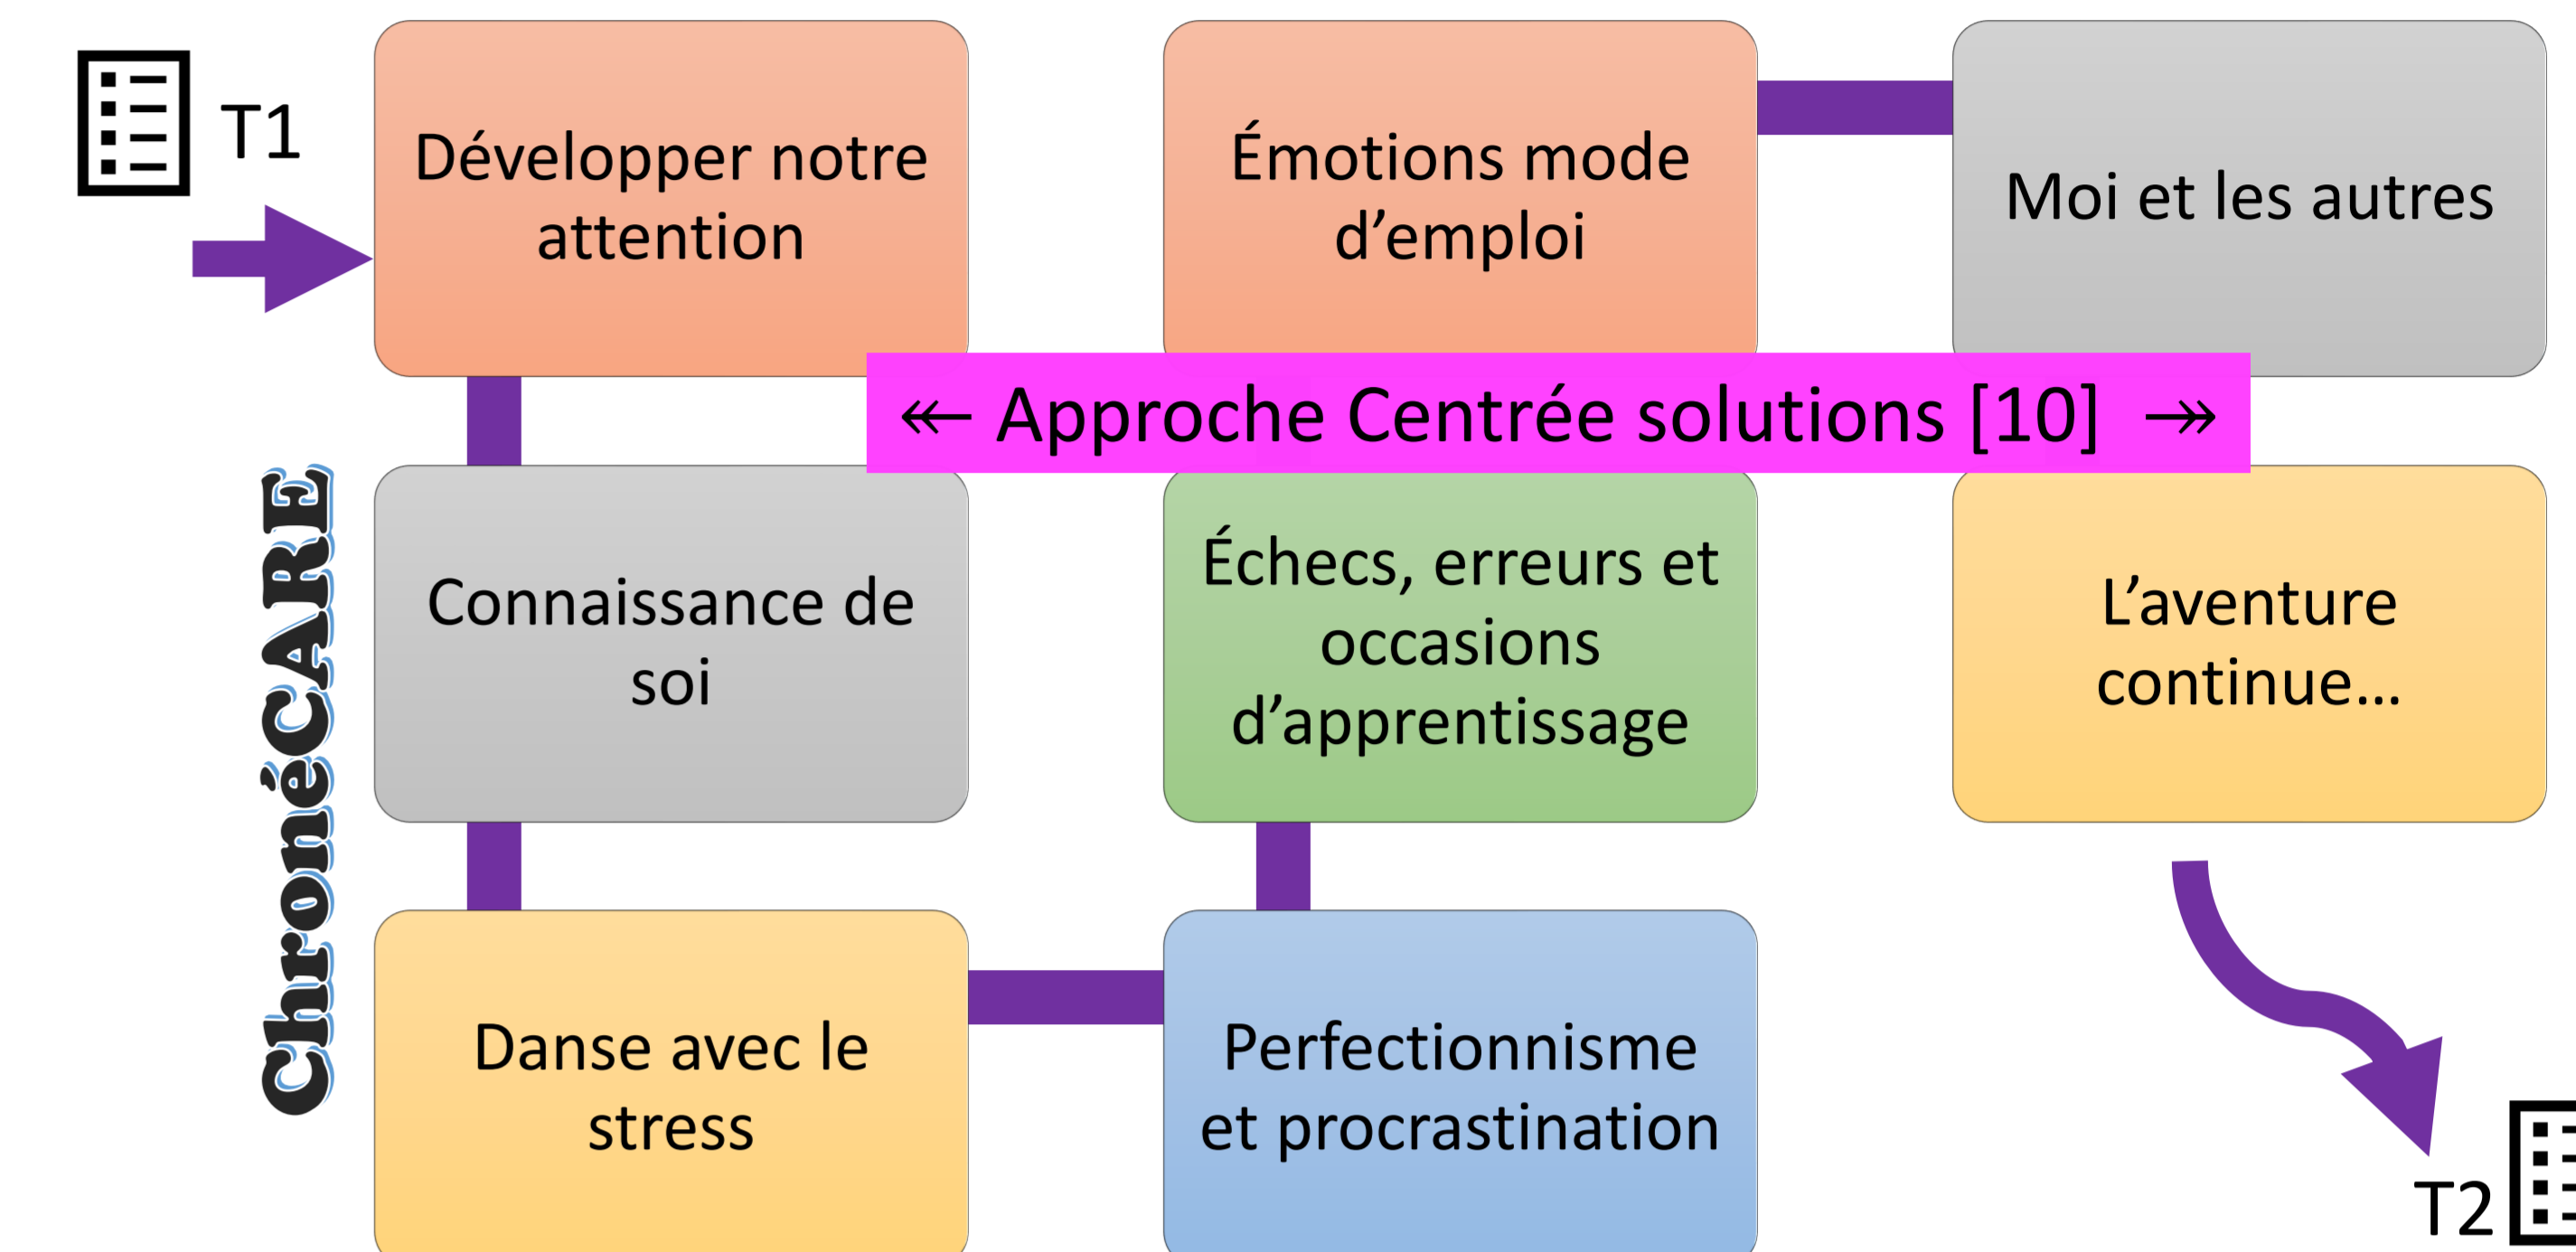 T1
Développer notre
attention
Émotions mode
d’emploi
Moi et les autres
↞ Approche Centrée solutions [10] ↠
ChronéCARE
Connaissance de
soi
Échecs, erreurs et
occasions
d’apprentissage
L’aventure
continue…
Danse avec le
stress
Perfectionnisme
et procrastination
T2